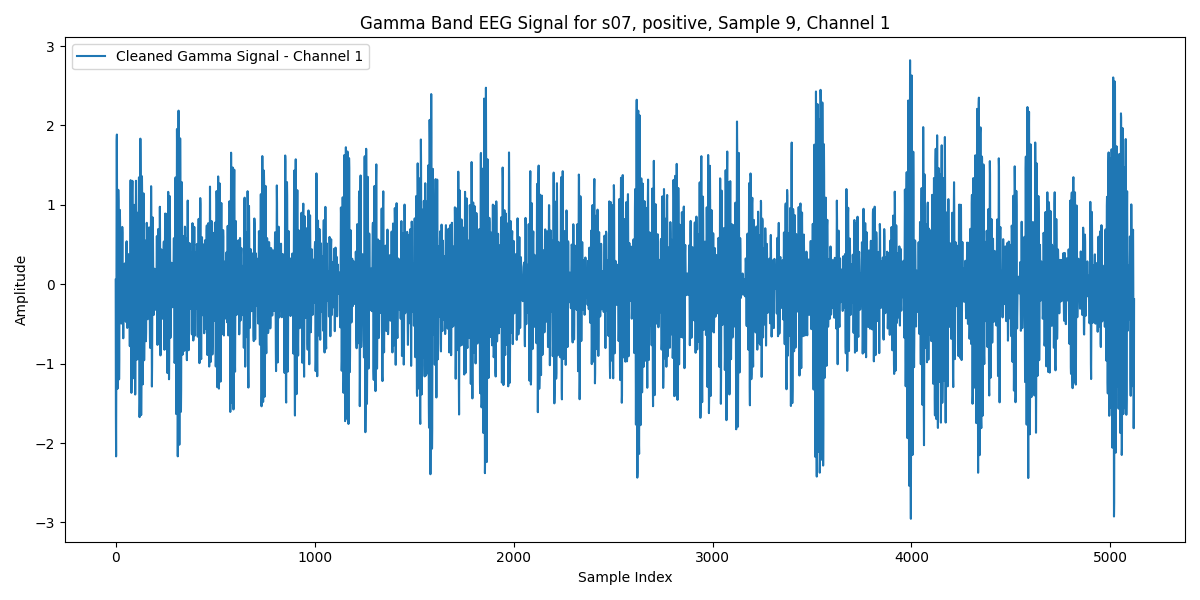 Gamma Band EEG Signal for s07, positive, Sample 9, Channel 1
Cleaned Gamma Signal - Channel 1
Amplitude
3
2
1
0
−1
−2
−3
0 1000 2000 3000 4000 5000
Sample Index